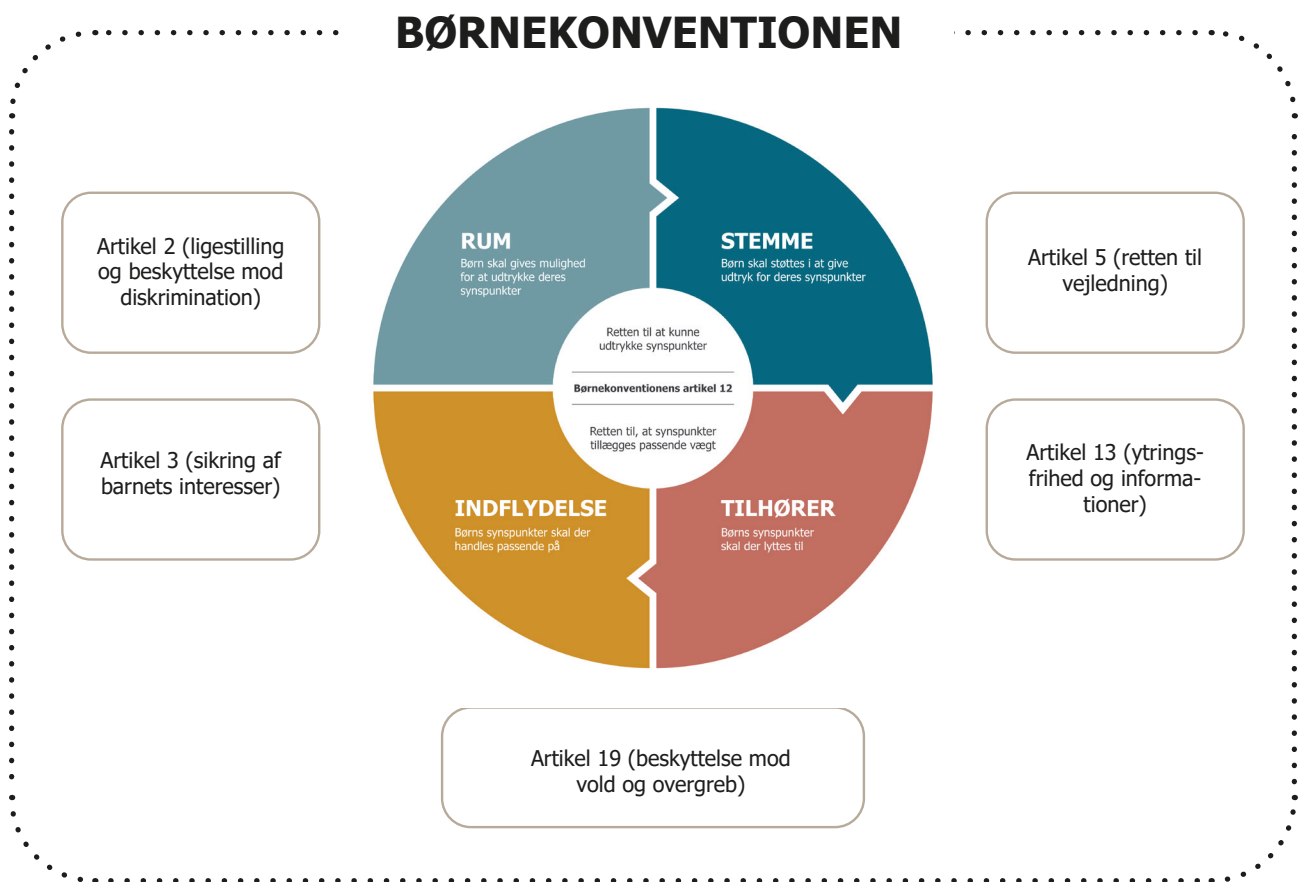 BØRNEKONVENTIONEN
Artikel 2 (ligestilling
og beskyttelse mod
diskrimination)
Artikel 3 (sikring af
barnets interesser)
RUM
Børn skal gives mulighed
for at udtrykke deres
synspunkter
STEMME
Børn skal støttes i at give
udtryk for deres synspunkter
Retten til at kunne
udtrykke synspunkter
Børnekonventionens artikel 12
Retten til, at synspunkter
tillægges passende vægt
INDFLYDELSE
Børns synspunkter skal der
handles passende på
TILHØRER
Børns synspunkter
skal der lyttes til
Artikel 5 (retten til
vejledning)
Artikel 13 (ytrings-
frihed og informa-
tioner)
Artikel 19 (beskyttelse mod
vold og overgreb)